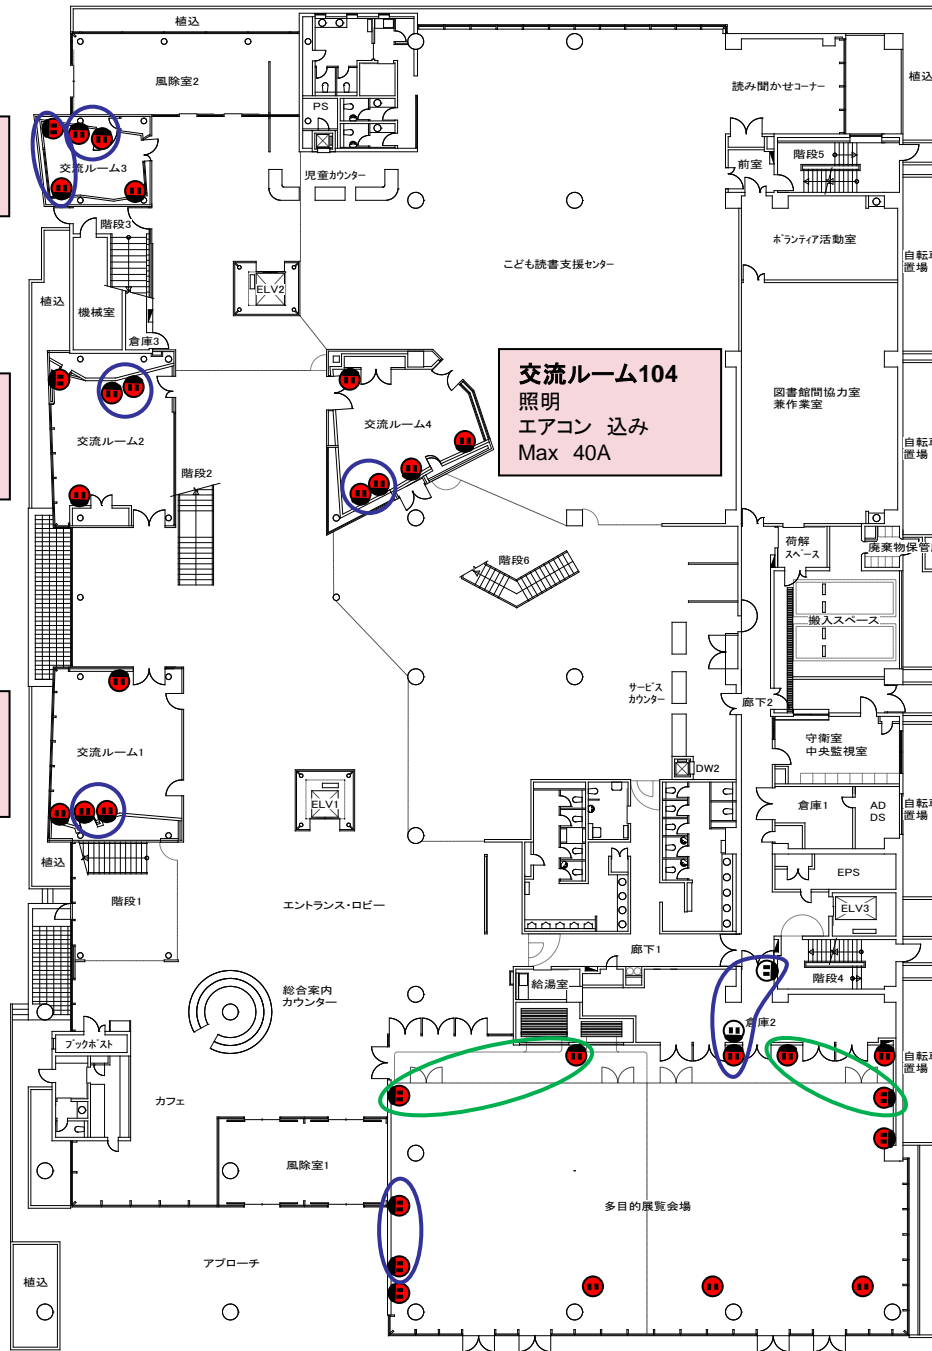 植込
風除室2
PS
読み聞かせコーナー
植込
前室
階段5
交流ルーム3
児童カウンター
階段3
ボランティア活動室
自転車
置場
こども読書支援センター
ELV2
植込
機械室
倉庫3
交流ルーム104
照明
エアコン 込み
Max 40A
図書館間協力室
兼作業室
交流ルーム2
交流ルーム4
自転車
置場
階段2
荷解
スペース
廃棄物保管
階段6
搬入スペース
サービス
カウンター
廊下2
交流ルーム1
守衛室
中央監視室
DW2
ELV1
倉庫1
AD
DS
自転車
置場
植込
EPS
階段1
エントランス・ロビー
ELV3
廊下1
階段4
給湯室
総合案内
カウンター
倉庫2
ブックポスト
自転車
置場
カフェ
風除室1
多目的展覧会場
アプローチ
植込